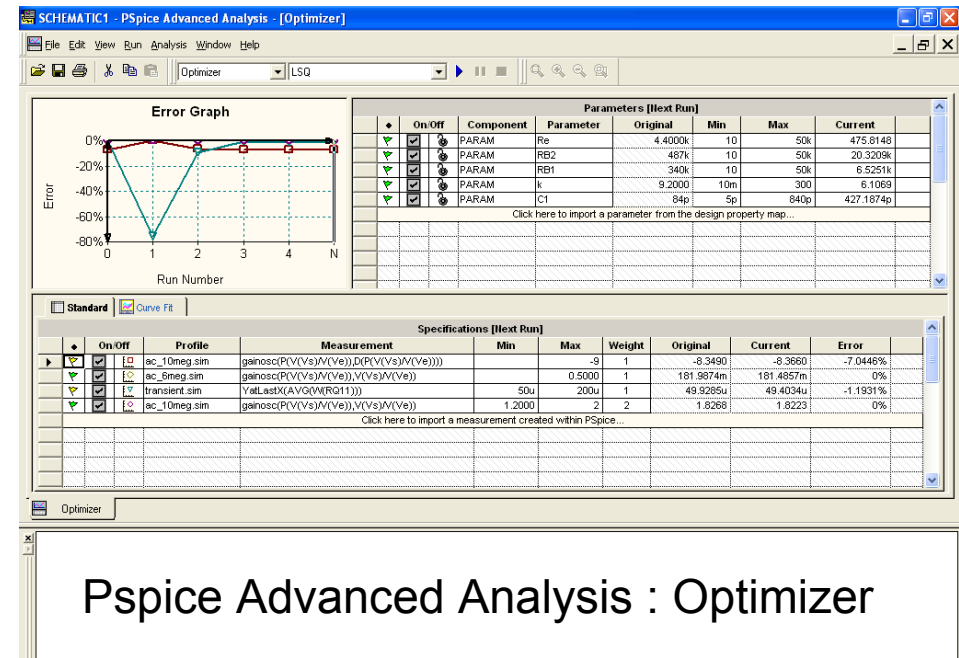 SCHEMATIC1 - PSpice Advanced Analysis - [Optimizer]
File Edit View Run Analysis Window Help
Optimizer LSQ
Error Graph
0%
-20%
-40%
-60%
-80%
Error
0 1 2 3 4 N
Run Number
Parameters [Next Run]
On/Off Component Parameter Original Min Max Current
PARAM Re 4.4000k 10 50k 475.8148
PARAM RB2 487k 10 50k 20.3209k
PARAM RB1 340k 10 50k 6.5251k
PARAM k 9.2000 10m 300 6.1069
PARAM C1 84p 5p 840p 427.1874p
Click here to import a parameter from the design property map...
Standard Curve Fit
Specifications [Next Run]
On/Off Profile Measurement Min Max Weight Original Current Error
ac_10meg.sim gainosc(P(V(Vs)/V(Ve)),D(P(V(Vs)/V(Ve)))) -9 1 -8.3490 -8.3660 -7.0446%
ac_6meg.sim gainosc(P(V(Vs)/V(Ve)),V(Vs)/V(Ve)) 0.5000 1 181.9874m 181.4857m 0%
transient.sim YatLastX(AVG(W(RQ11))) 50u 200u 1 49.9285u 49.4034u -1.1931%
ac_10meg.sim gainosc(P(V(Vs)/V(Ve)),V(Vs)/V(Ve)) 1.2000 2 2 1.8268 1.8223 0%
Click here to import a measurement created within PSpice...
Optimizer
Pspice Advanced Analysis : Optimizer